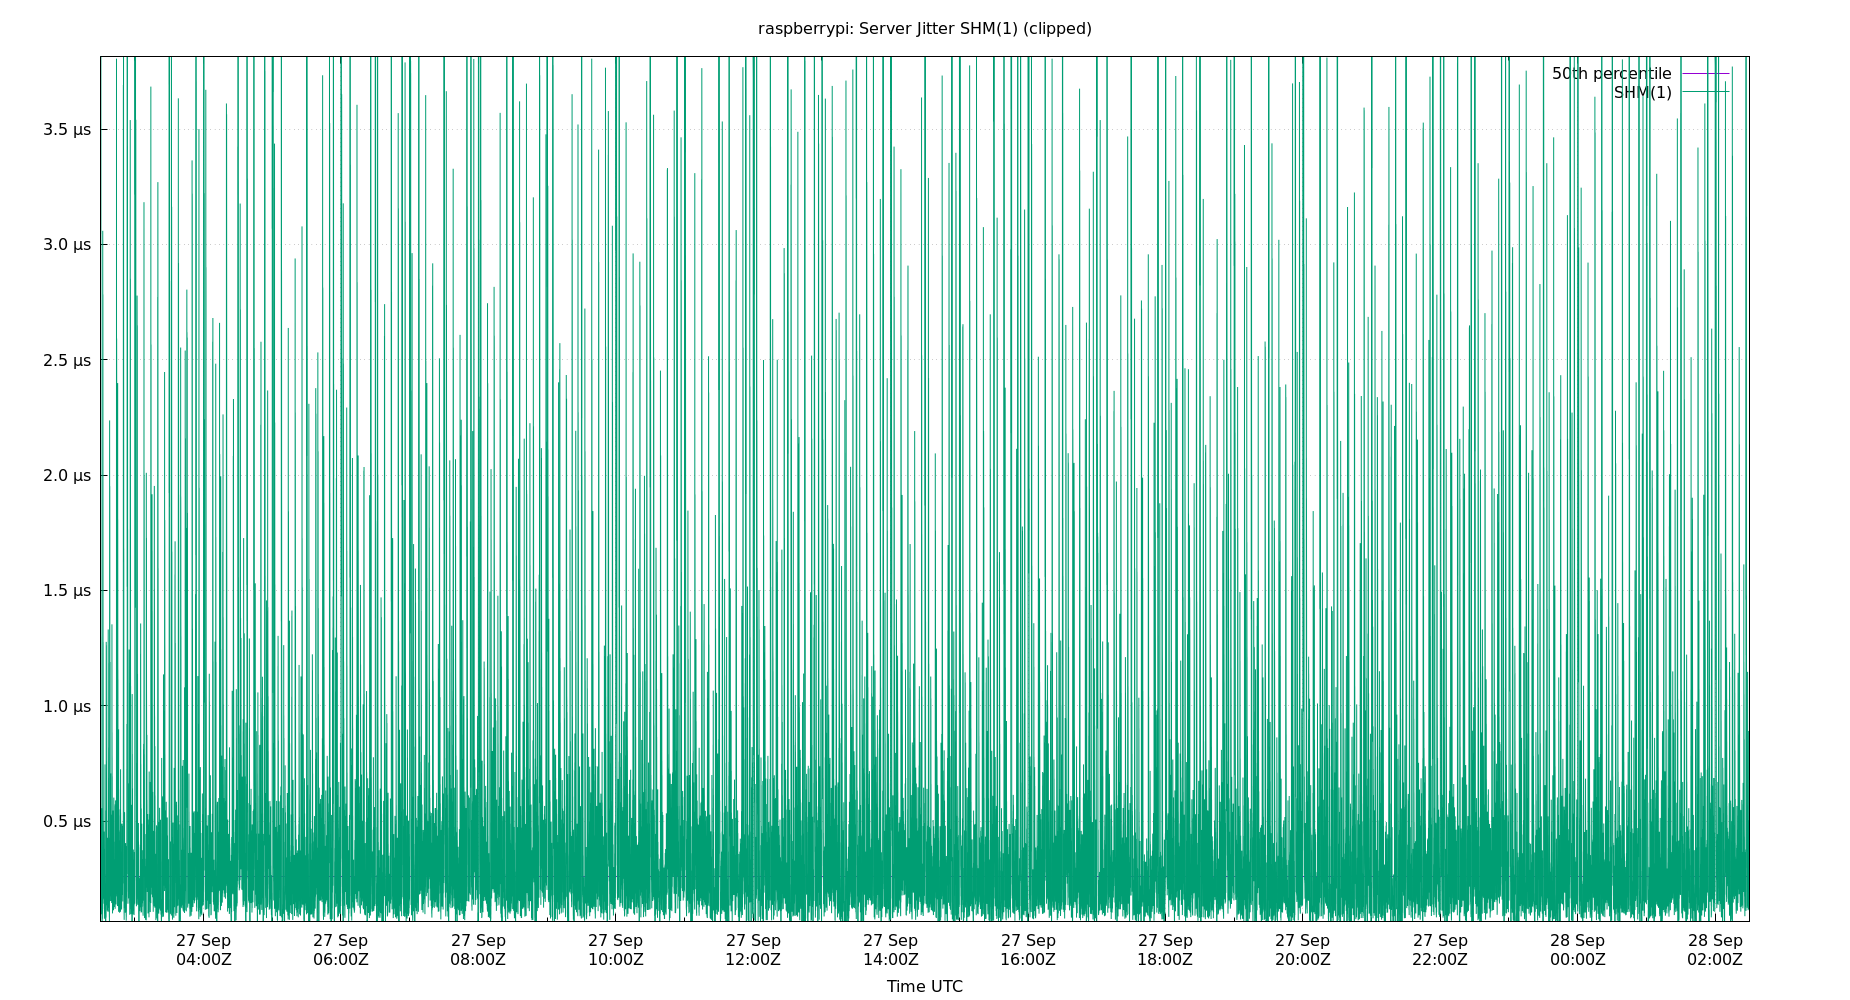 raspberrypi: Server Jitter SHM(1) (clipped)
50th percentile
SHM(1)
3.5 µs
3.0 µs
2.5 µs
2.0 µs
1.5 µs
1.0 µs
0.5 µs
27 Sep 27 Sep 27 Sep 27 Sep 27 Sep 27 Sep 27 Sep 27 Sep 27 Sep 27 Sep 28 Sep 28 Sep
04:00Z 06:00Z 08:00Z 10:00Z 12:00Z 14:00Z 16:00Z 18:00Z 20:00Z 22:00Z 00:00Z 02:00Z
Time UTC